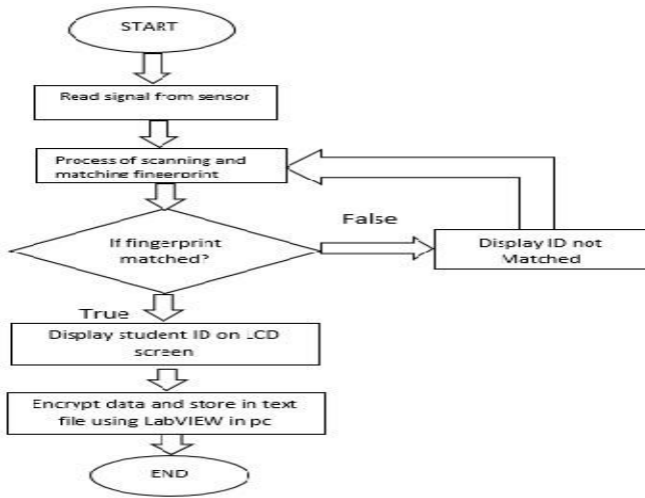 START
Read signal from sensor
Process of scanning and
matching fingerprint
False
If fingerprint
matched?
Display ID not
Matched
True
Display student ID on LCD
screen
Encrypt data and store in text
file using LabVIEW in pc
END